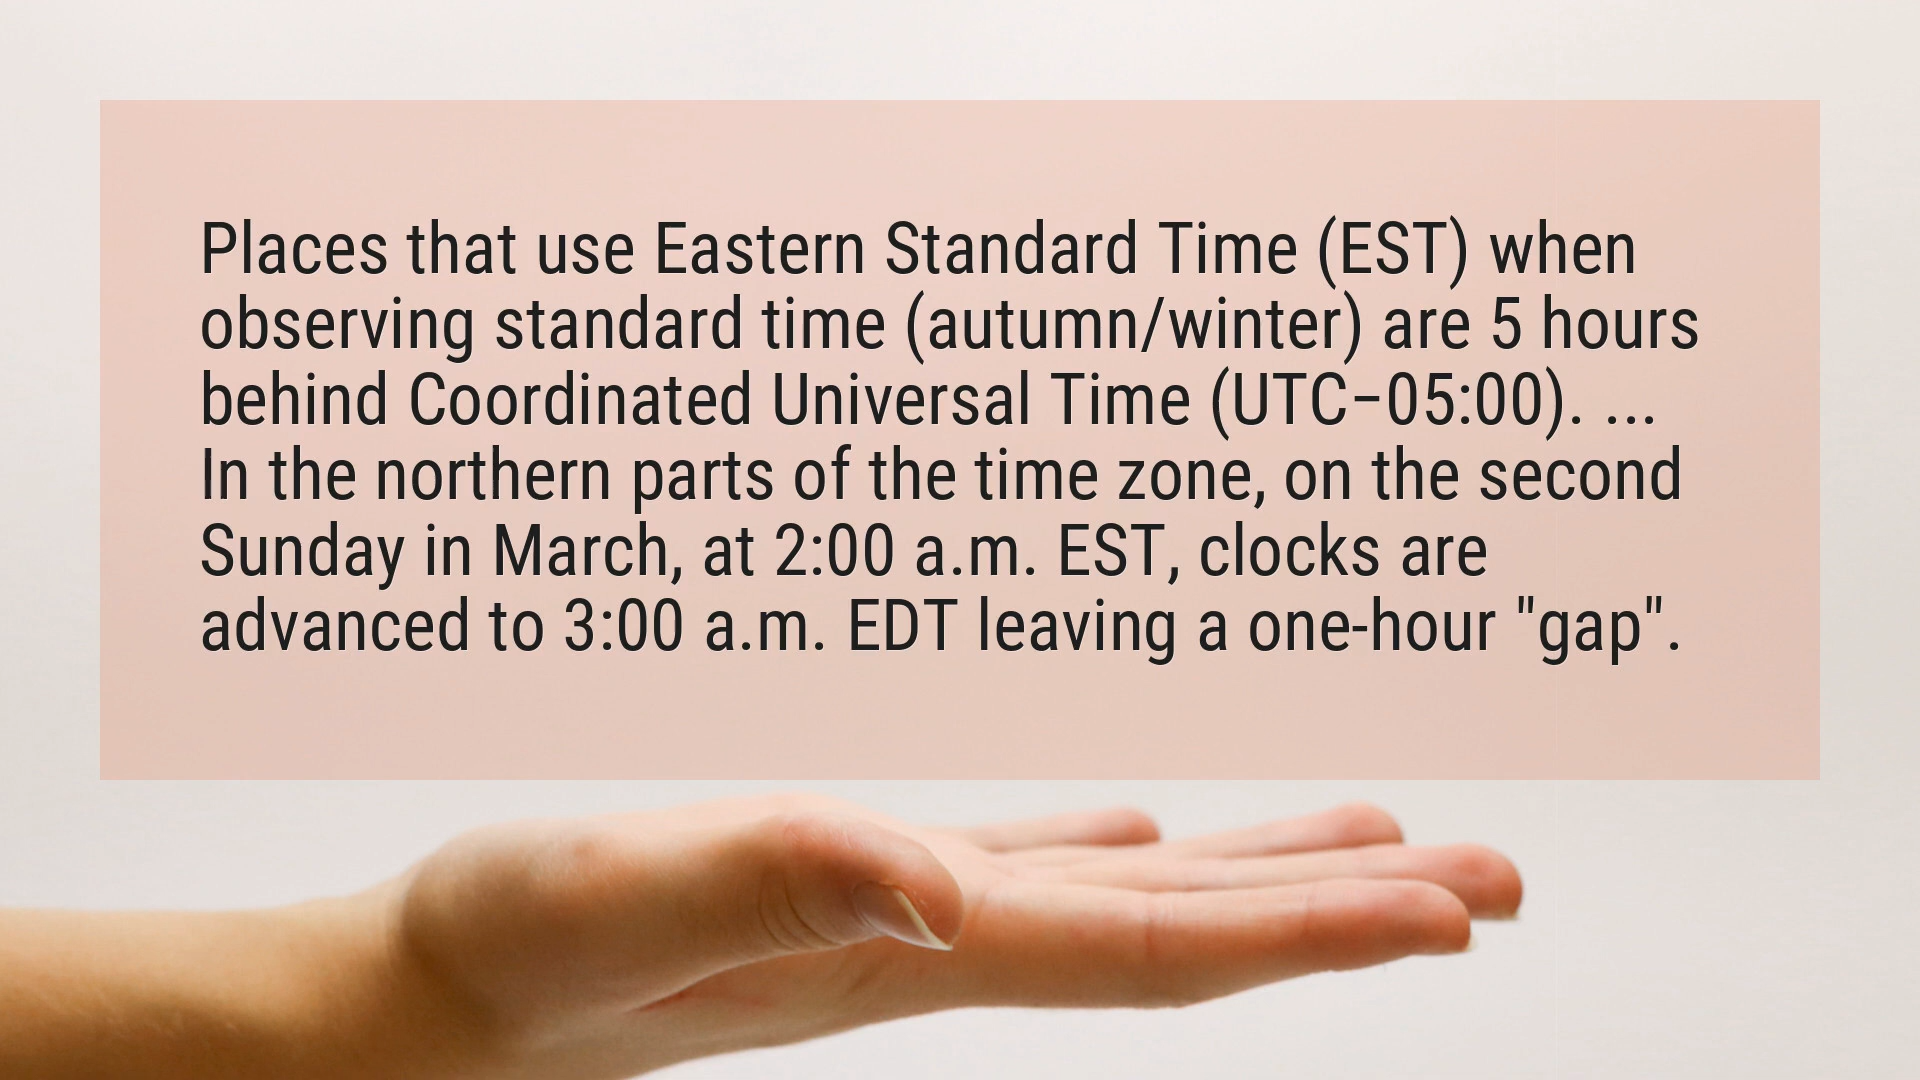 Places that use Eastern Standard Time (EST) when
observing standard time (autumn/winter) are 5 hours
behind Coordinated Universal Time (UTC−05:00). ...
In the northern parts of the time zone, on the second
Sunday in March, at 2:00 a.m. EST, clocks are
advanced to 3:00 a.m. EDT leaving a one-hour "gap".